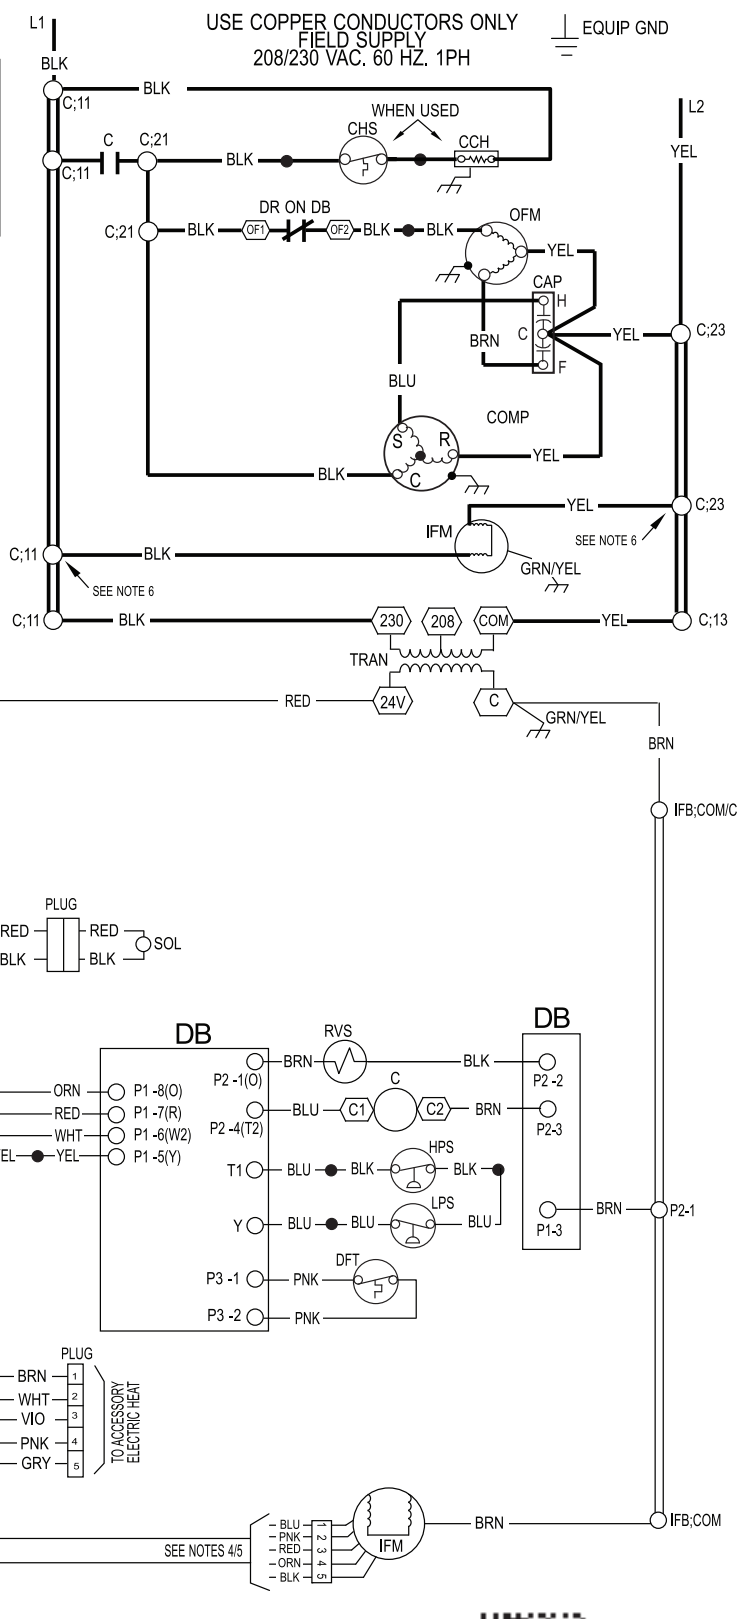 L1
USE COPPER CONDUCTORS ONLY
FIELD SUPPLY
208/230 VAC. 60 HZ. 1PH
EQUIP GND
BLK
C;11
BLK
WHEN USED
L2
C;11
C
C;21
BLK
CHS
CCH
YEL
C;21
BLK
OF1
DR ON DB
OF2
BLK
BLK
OFM
YEL
CAP
H
C
F
BRN
YEL
C;23
BLU
COMP
S
R
C
BLK
YEL
IFM
YEL
C;23
SEE NOTE 6
C;11
BLK
GRN/YEL
SEE NOTE 6
C;11
BLK
230
208
COM
YEL
C;13
TRAN
RED
24V
C
GRN/YEL
BRN
IFB;COM/C
PLUG
RED
RED
SOL
BLK
BLK
DB
RVS
DB
P2 -1(O)
BRN
BLK
P2 -2
ORN
P1 -8(O)
RED
P1 -7(R)
WHT
P1 -6(W2)
EL
YEL
P1 -5(Y)
P2 -4(T2)
BLU
C1
C
C2
BRN
P2-3
T1
BLU
BLK
HPS
BLK
Y
BLU
BLU
LPS
BLU
P1-3
BRN
P2-1
P3 -1
PNK
DFT
P3 -2
PNK
PLUG
BRN
1
WHT
2
VIO
3
PNK
4
GRY
5
TO ACCESSORY
ELECTRIC HEAT
SEE NOTES 4/5
BLU
1
PNK
2
RED
3
ORN
4
BLK
5
IFM
BRN
IFB;COM